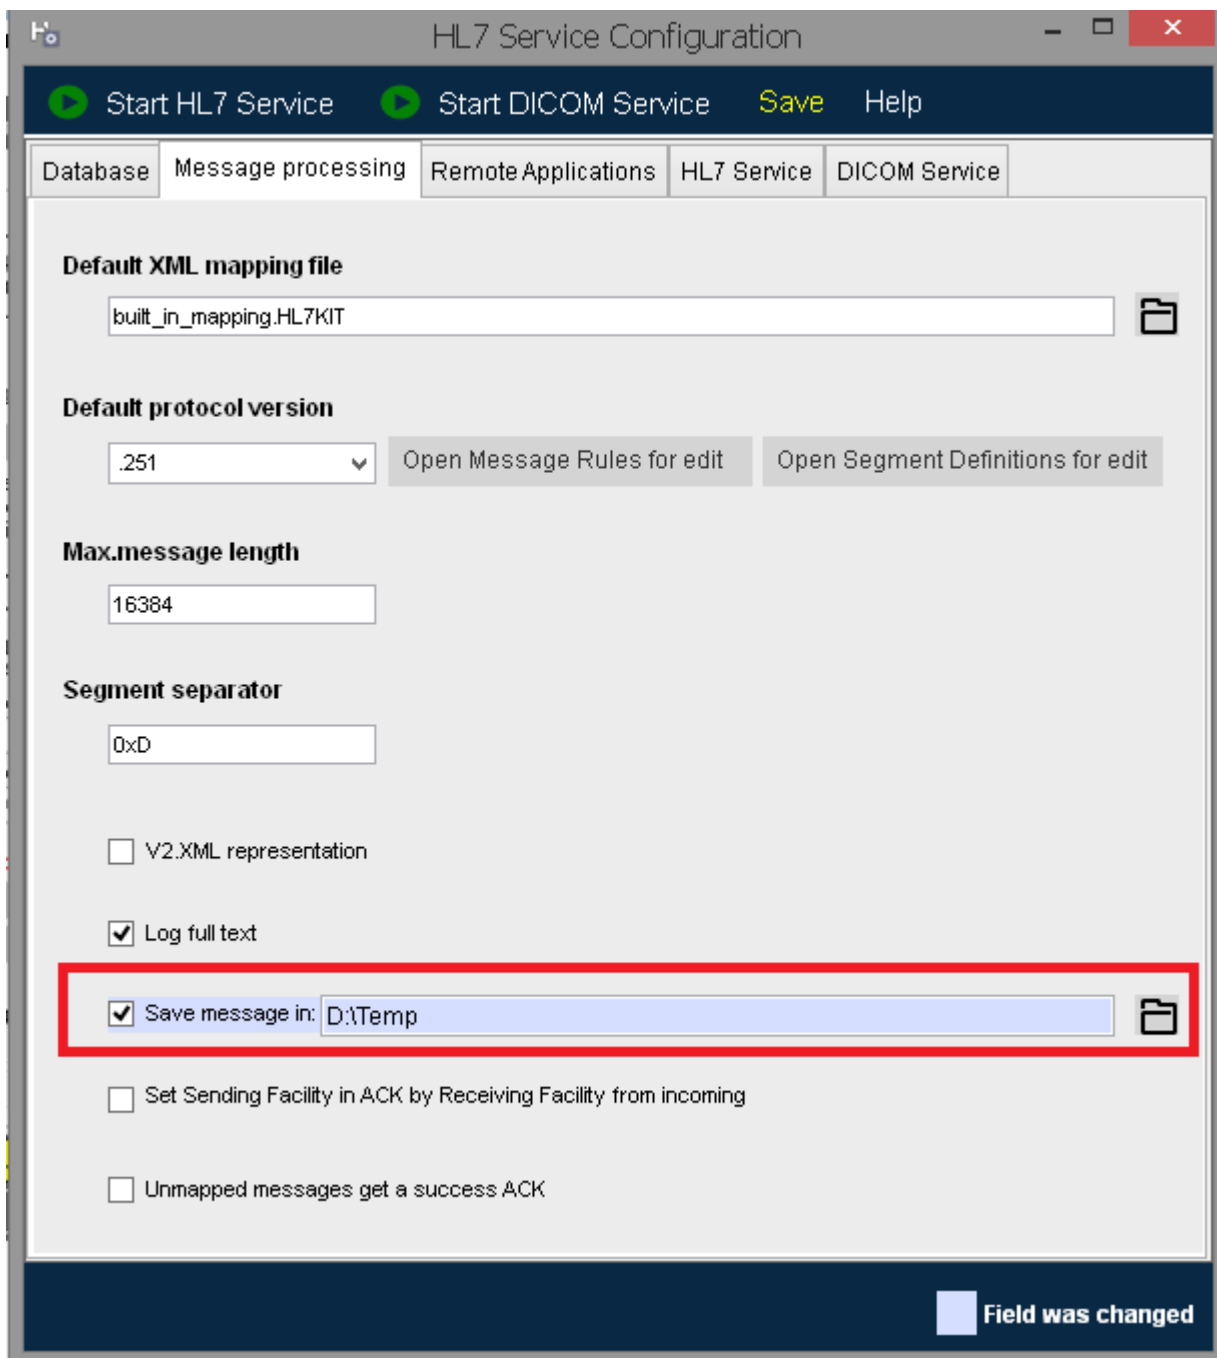 HL7 Service Configuration
Start HL7 Service Start DICOM Service Save Help
Database Message processing Remote Applications HL7 Service DICOM Service
Default XML mapping file
built_in_mapping.HL7KIT
Default protocol version
.251 Open Message Rules for edit Open Segment Definitions for edit
Max.message length
16384
Segment separator
0xD
V2.XML representation
Log full text
Save message in: D:\Temp
Set Sending Facility in ACK by Receiving Facility from incoming
Unmapped messages get a success ACK
Field was changed